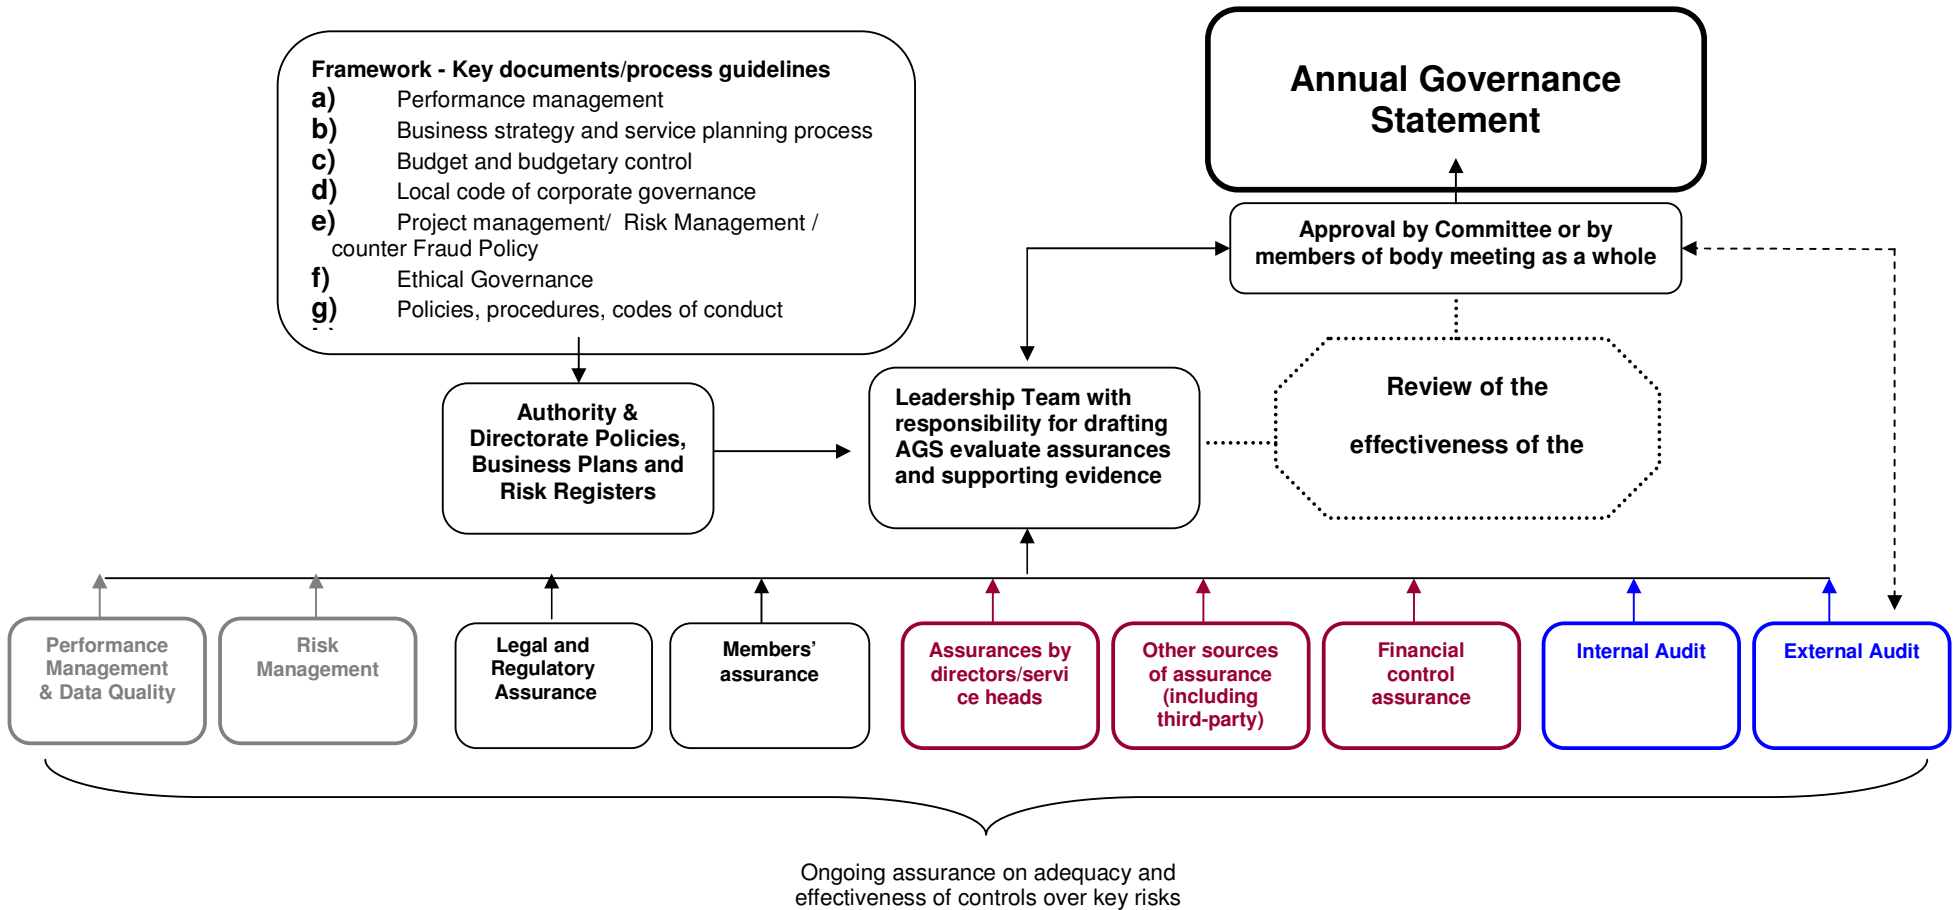 Framework - Key documents/process guidelines
a) Performance management
b) Business strategy and service planning process
c) Budget and budgetary control
d) Local code of corporate governance
e) Project management/ Risk Management /
counter Fraud Policy
f) Ethical Governance
g) Policies, procedures, codes of conduct
Annual Governance
Statement
Approval by Committee or by
members of body meeting as a whole
Authority &
Directorate Policies,
Business Plans and
Risk Registers
Leadership Team with
responsibility for drafting
AGS evaluate assurances
and supporting evidence
Review of the
effectiveness of the
Performance
Management
& Data Quality
Risk
Management
Legal and
Regulatory
Assurance
Members’
assurance
Assurances by
directors/servi
ce heads
Other sources
of assurance
(including
third-party)
Financial
control
assurance
Internal Audit
External Audit
Ongoing assurance on adequacy and
effectiveness of controls over key risks